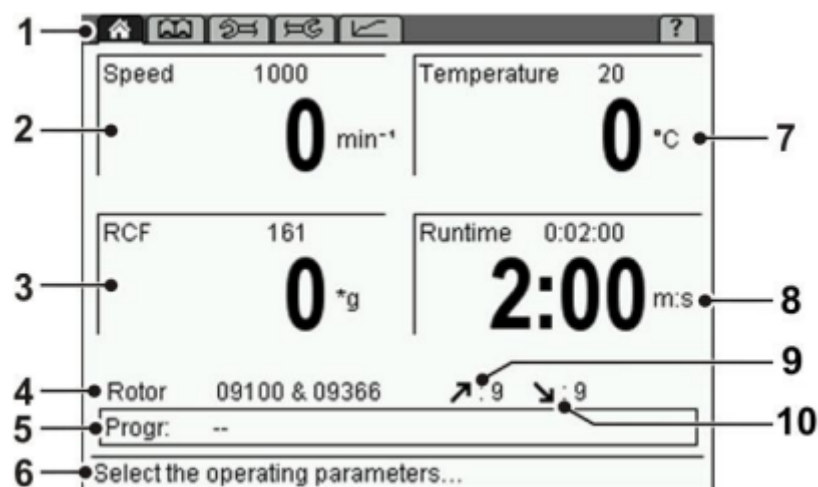 1 ?
Speed 1000 Temperature 20
2 0 min⁻¹ 0 °C 7
RCF 161 Runtime 0:02:00
3 0 *g 2:00 m:s 8
9
4 Rotor 09100 & 09366 ↗ : 9 ↘ : 9
10
5 Progr: --
6 Select the operating parameters...